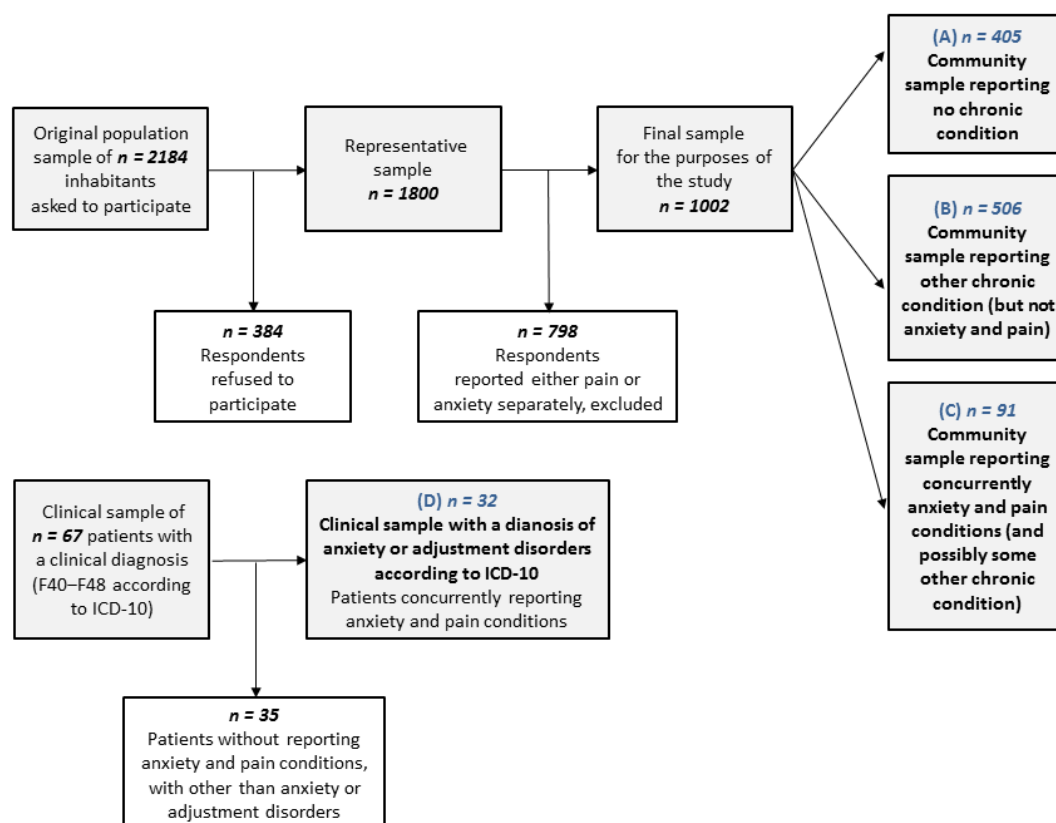 Original population
sample of n = 2184
inhabitants
asked to participate
Representative
sample
n = 1800
Final sample
for the purposes of
the study
n = 1002
(A) n = 405
Community
sample reporting
no chronic
condition
(B) n = 506
Community
sample reporting
other chronic
condition (but not
anxiety and pain)
(C) n = 91
Community
sample reporting
concurrently
anxiety and pain
conditions (and
possibly some
other chronic
condition)
n = 384
Respondents
refused to
participate
n = 798
Respondents
reported either pain or
anxiety separately, excluded
Clinical sample of
n = 67 patients with
a clinical diagnosis
(F40–F48 according
to ICD-10)
(D) n = 32
Clinical sample with a dianosis of
anxiety or adjustment disorders
according to ICD-10
Patients concurrently reporting
anxiety and pain conditions
n = 35
Patients without reporting
anxiety and pain conditions,
with other than anxiety or
adjustment disorders